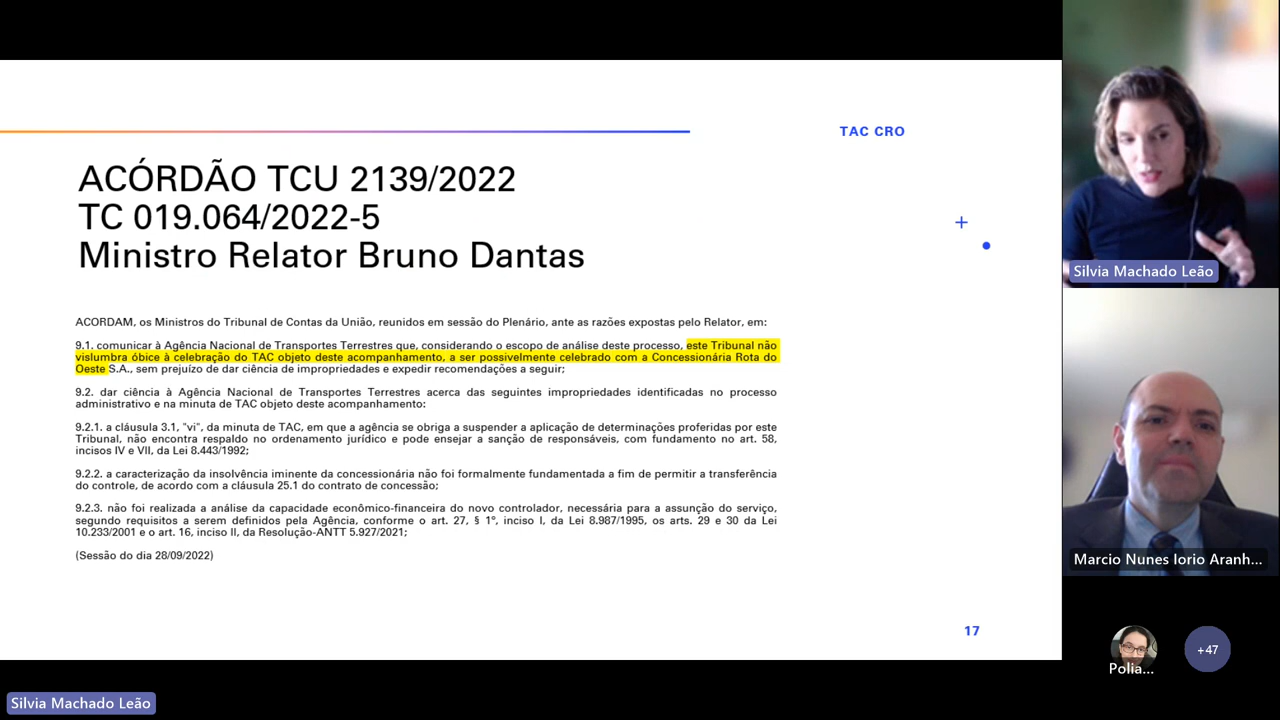 TAC CRO
ACÓRDÃO TCU 2139/2022
TC 019.064/2022-5
Ministro Relator Bruno Dantas
ACORDAM, os Ministros do Tribunal de Contas da União, reunidos em sessão do Plenário, ante as razões expostas pelo Relator, em:
9.1. comunicar à Agência Nacional de Transportes Terrestres que, considerando o escopo de análise deste processo, este Tribunal não
vislumbra óbice à celebração do TAC objeto deste acompanhamento, a ser possivelmente celebrado com a Concessionária Rota do
Oeste S.A., sem prejuízo de dar ciência de impropriedades e expedir recomendações a seguir;
9.2. dar ciência à Agência Nacional de Transportes Terrestres acerca das seguintes impropriedades identificadas no processo
administrativo e na minuta de TAC objeto deste acompanhamento:
9.2.1. a cláusula 3.1, "vi", da minuta de TAC, em que a agência se obriga a suspender a aplicação de determinações proferidas por este
Tribunal, não encontra respaldo no ordenamento jurídico e pode ensejar a sanção de responsáveis, com fundamento no art. 58,
incisos IV e VII, da Lei 8.443/1992;
9.2.2. a caracterização da insolvência iminente da concessionária não foi formalmente fundamentada a fim de permitir a transferência
do controle, de acordo com a cláusula 25.1 do contrato de concessão;
9.2.3. não foi realizada a análise da capacidade econômico-financeira do novo controlador, necessária para a assunção do serviço,
segundo requisitos a serem definidos pela Agência, conforme o art. 27, § 1º, inciso I, da Lei 8.987/1995, os arts. 29 e 30 da Lei
10.233/2001 e o art. 16, inciso II, da Resolução-ANTT 5.927/2021;
(Sessão do dia 28/09/2022)
17
Silvia Machado Leão
Marcio Nunes Iorio Aranh...
Polia...
+47
Silvia Machado Leão